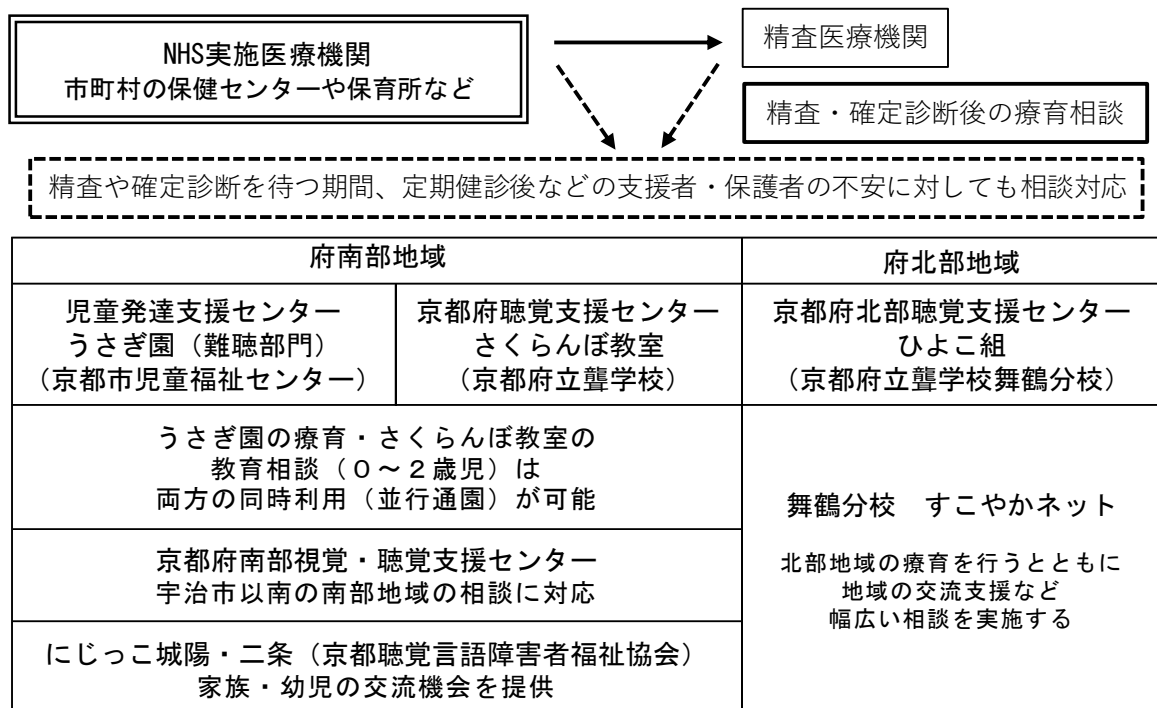 NHS実施医療機関
市町村の保健センターや保育所など
精査医療機関
精査・確定診断後の療育相談
精査や確定診断を待つ期間、定期健診後などの支援者・保護者の不安に対しても相談対応
府南部地域
府北部地域
児童発達支援センター
うさぎ園（難聴部門）
（京都市児童福祉センター）
京都府聴覚支援センター
さくらんぼ教室
（京都府立聾学校）
京都府北部聴覚支援センター
ひよこ組
（京都府立聾学校舞鶴分校）
うさぎ園の療育・さくらんぼ教室の
教育相談（０～２歳児）は
両方の同時利用（並行通園）が可能
京都府南部視覚・聴覚支援センター
宇治市以南の南部地域の相談に対応
にじっこ城陽・二条（京都聴覚言語障害者福祉協会）
家族・幼児の交流機会を提供
舞鶴分校　すこやかネット
北部地域の療育を行うとともに
地域の交流支援など
幅広い相談を実施する